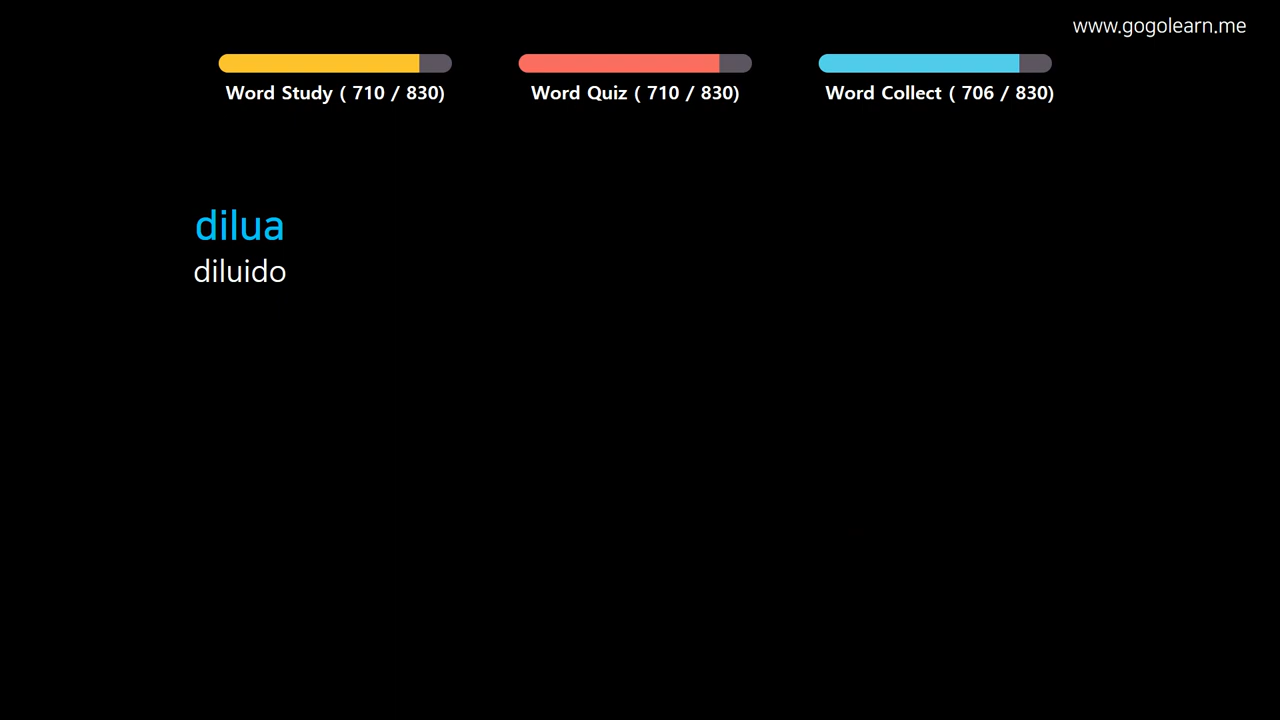 www.gogolearn.me
Word Study ( 710 / 830)
Word Quiz ( 710 / 830)
Word Collect ( 706 / 830)
dilua
diluido